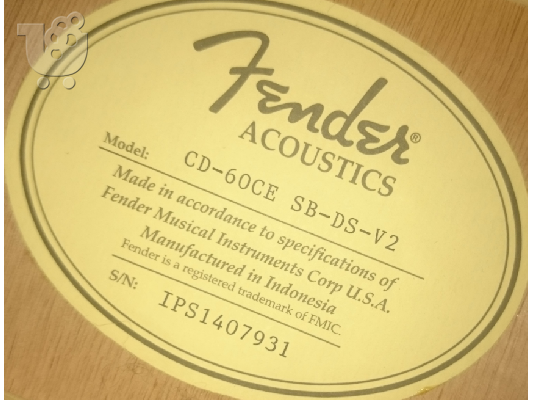 Fender®
ACOUSTICS
Model: CD-60CE SB-DS-V2
Made in accordance to specifications of
Fender Musical Instruments Corp U.S.A.
Manufactured in Indonesia
Fender is a registered trademark of FMIC.
S/N: IPS1407931